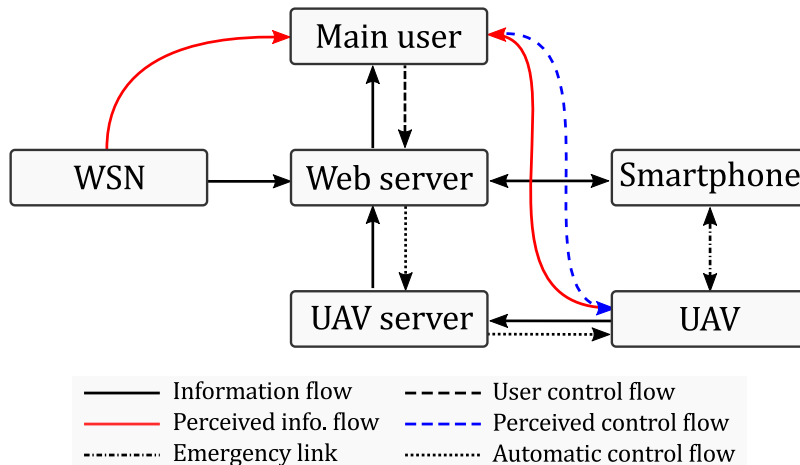 Main user
WSN
Web server
Smartphone
UAV server
UAV
Information flow
User control flow
Perceived info. flow
Perceived control flow
Emergency link
Automatic control flow